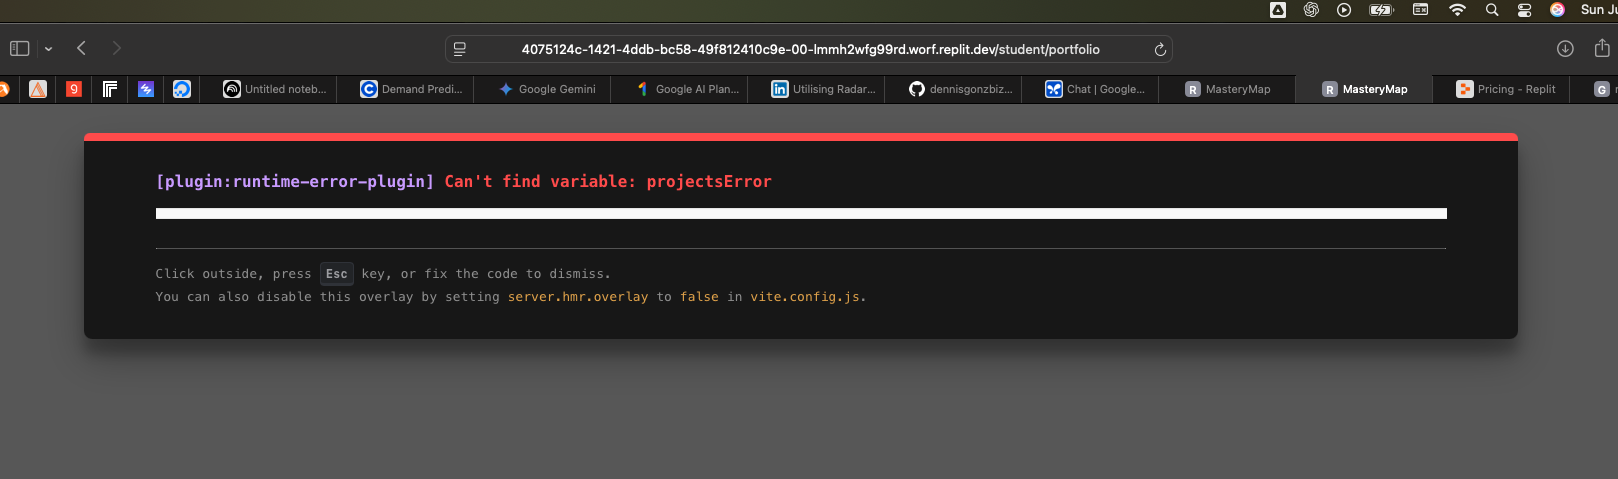 Sun Ju
4075124c-1421-4ddb-bc58-49f812410c9e-00-lmmh2wfg99rd.worf.replit.dev/student/portfolio
9
Untitled noteb...
Demand Predi...
Google Gemini
Google AI Plan...
Utilising Radar...
dennisgonzbiz...
Chat | Google...
R MasteryMap
R MasteryMap
Pricing - Replit
G
[plugin:runtime-error-plugin] Can't find variable: projectsError
Click outside, press Esc key, or fix the code to dismiss.
You can also disable this overlay by setting server.hmr.overlay to false in vite.config.js.